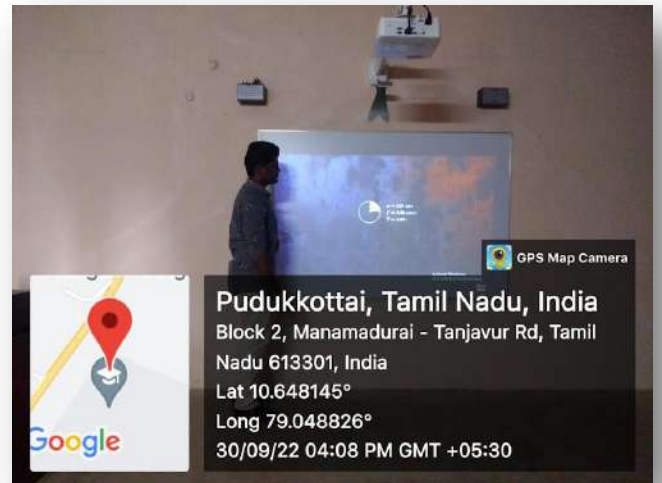 GPS Map Camera
Pudukkottai, Tamil Nadu, India
Block 2, Manamadurai - Tanjavur Rd, Tamil
Nadu 613301, India
Lat 10.648145°
Long 79.048826°
30/09/22 04:08 PM GMT +05:30
Google